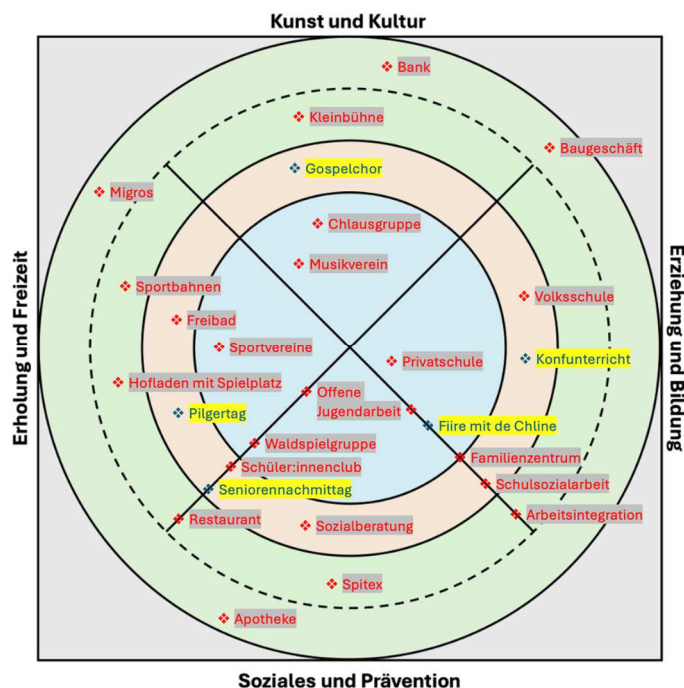 Kunst und Kultur
Bank
Kleinbühne
Baugeschäft
Gospelchor
Migros
Chlausgruppe
Musikverein
Sportbahnen
Volksschule
Freibad
Sportvereine
Konfunterricht
Privatschule
Hofladen mit Spielplatz
Offene
Jugendarbeit
Pilgertag
Fiire mit de Chline
Waldspielgruppe
Familienzentrum
Schüler:innenclub
Schulsozialarbeit
Seniorennachmittag
Restaurant
Arbeitsintegration
Sozialberatung
Spitex
Apotheke
Erholung und Freizeit
Erziehung und Bildung
Soziales und Prävention